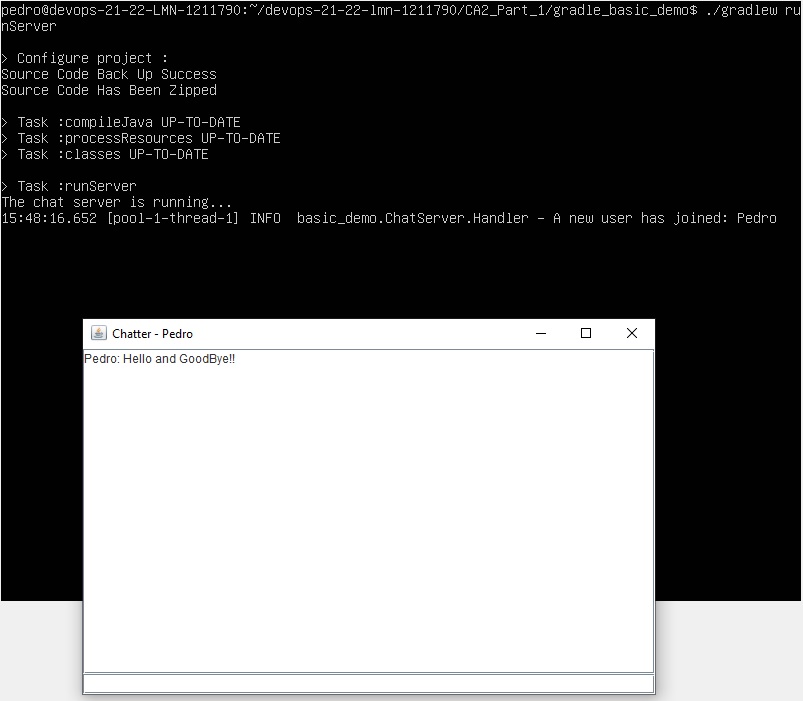 pedro@devops-21-22-LMN-1211790:~/devops-21-22-lmn-1211790/CA2_Part_1/gradle_basic_demo$ ./gradlew ru
nServer
> Configure project :
Source Code Back Up Success
Source Code Has Been Zipped
> Task :compileJava UP-TO-DATE
> Task :processResources UP-TO-DATE
> Task :classes UP-TO-DATE
> Task :runServer
The chat server is running...
15:48:16.652 [pool-1-thread-1] INFO  basic_demo.ChatServer.Handler - A new user has joined: Pedro
Chatter - Pedro
Pedro: Hello and GoodBye!!